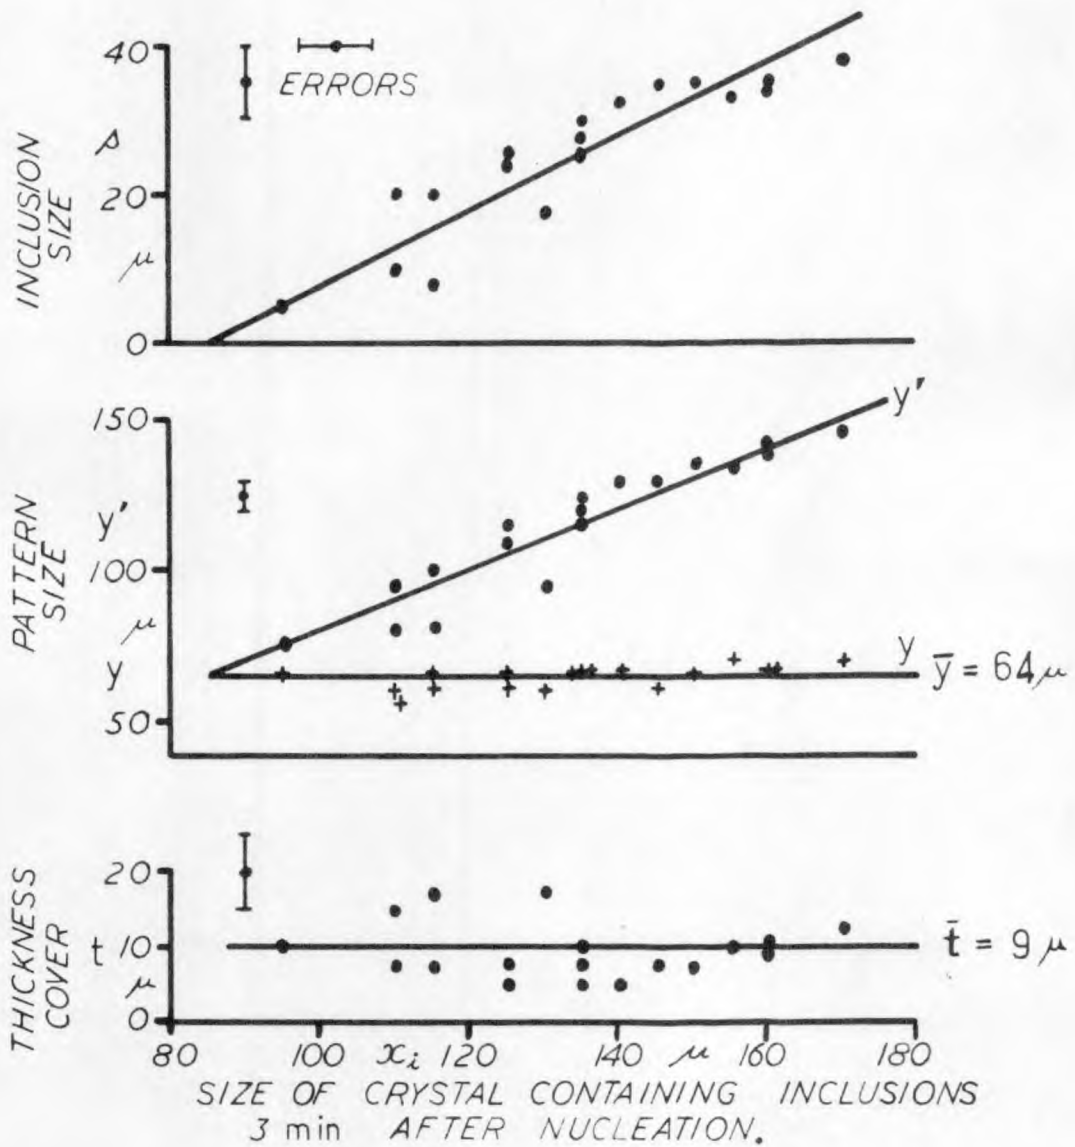 INCLUSION
SIZE
40
s
20
μ
0
ERRORS
PATTERN
SIZE
150
y'
100
μ
y
50
y'
y
ȳ = 64 μ
THICKNESS
COVER
20
t
10
μ
0
t̄ = 9 μ
80 100 x_i 120 140 μ 160 180
SIZE OF CRYSTAL CONTAINING INCLUSIONS
3 min AFTER NUCLEATION.